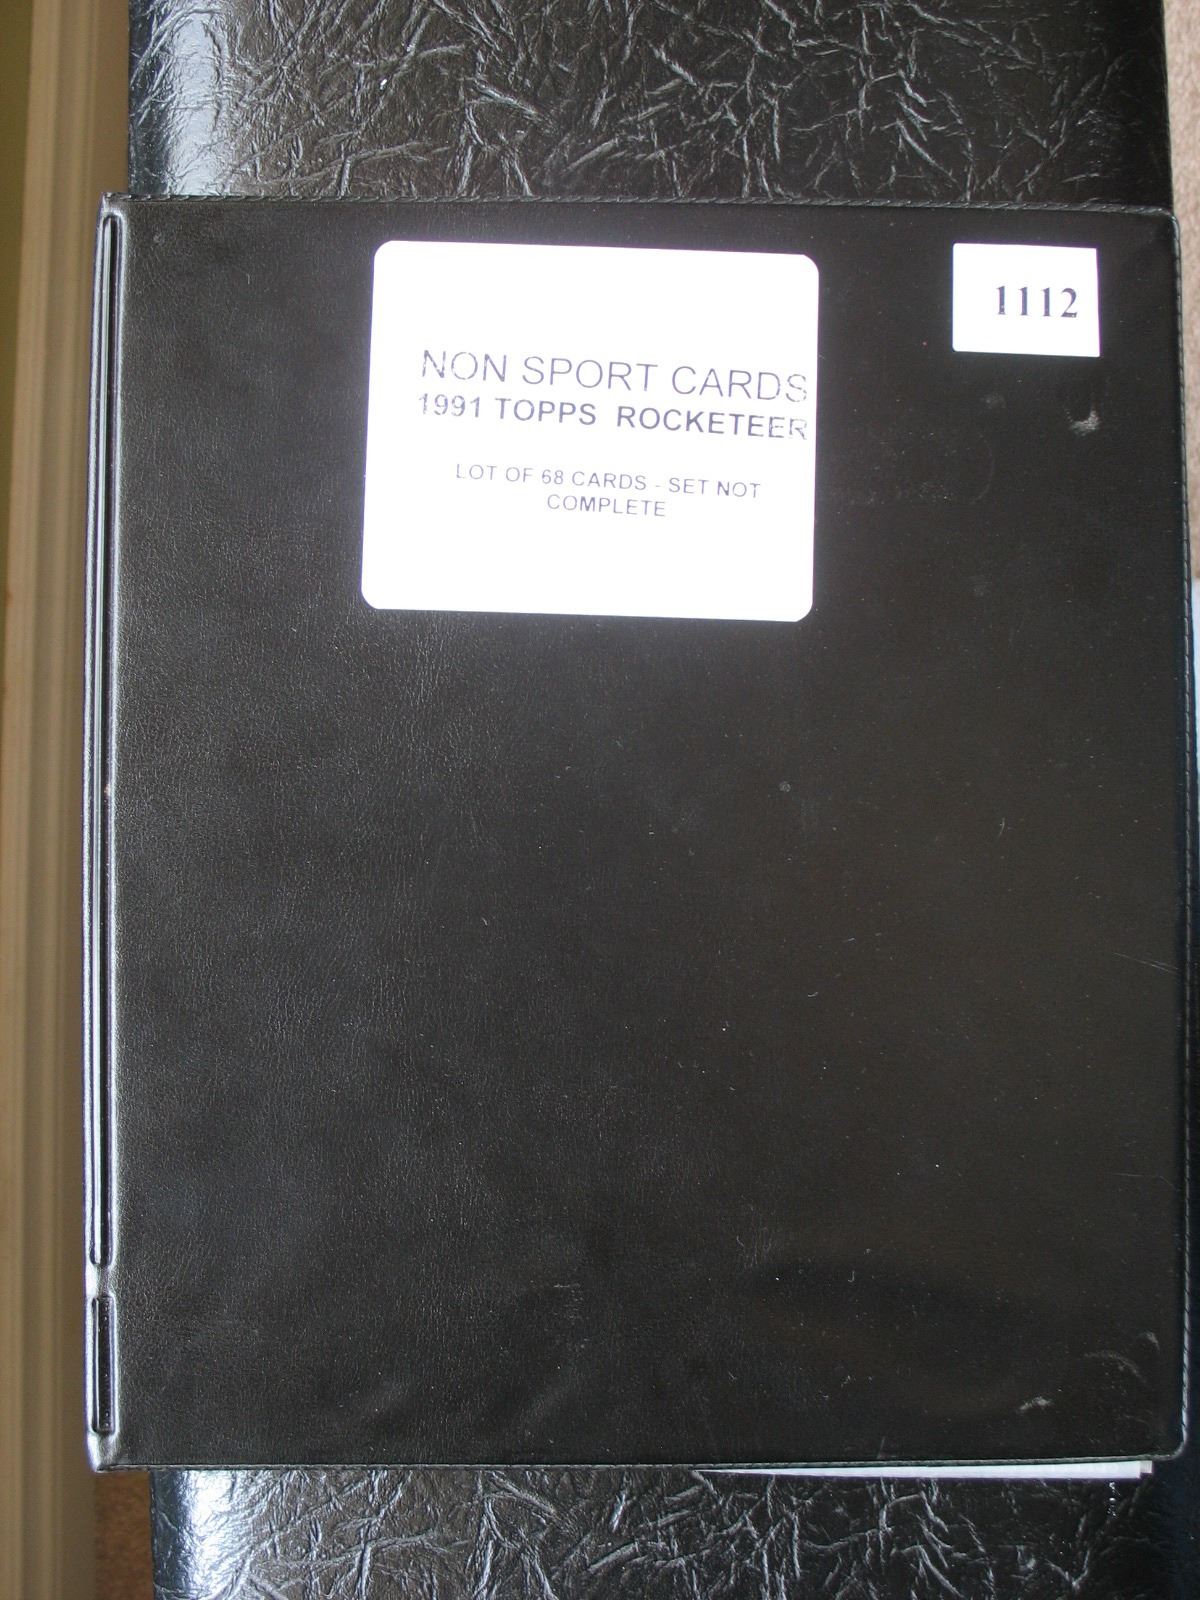 NON SPORT CARDS
1991 TOPPS ROCKETEER
LOT OF 68 CARDS - SET NOT
COMPLETE
1112